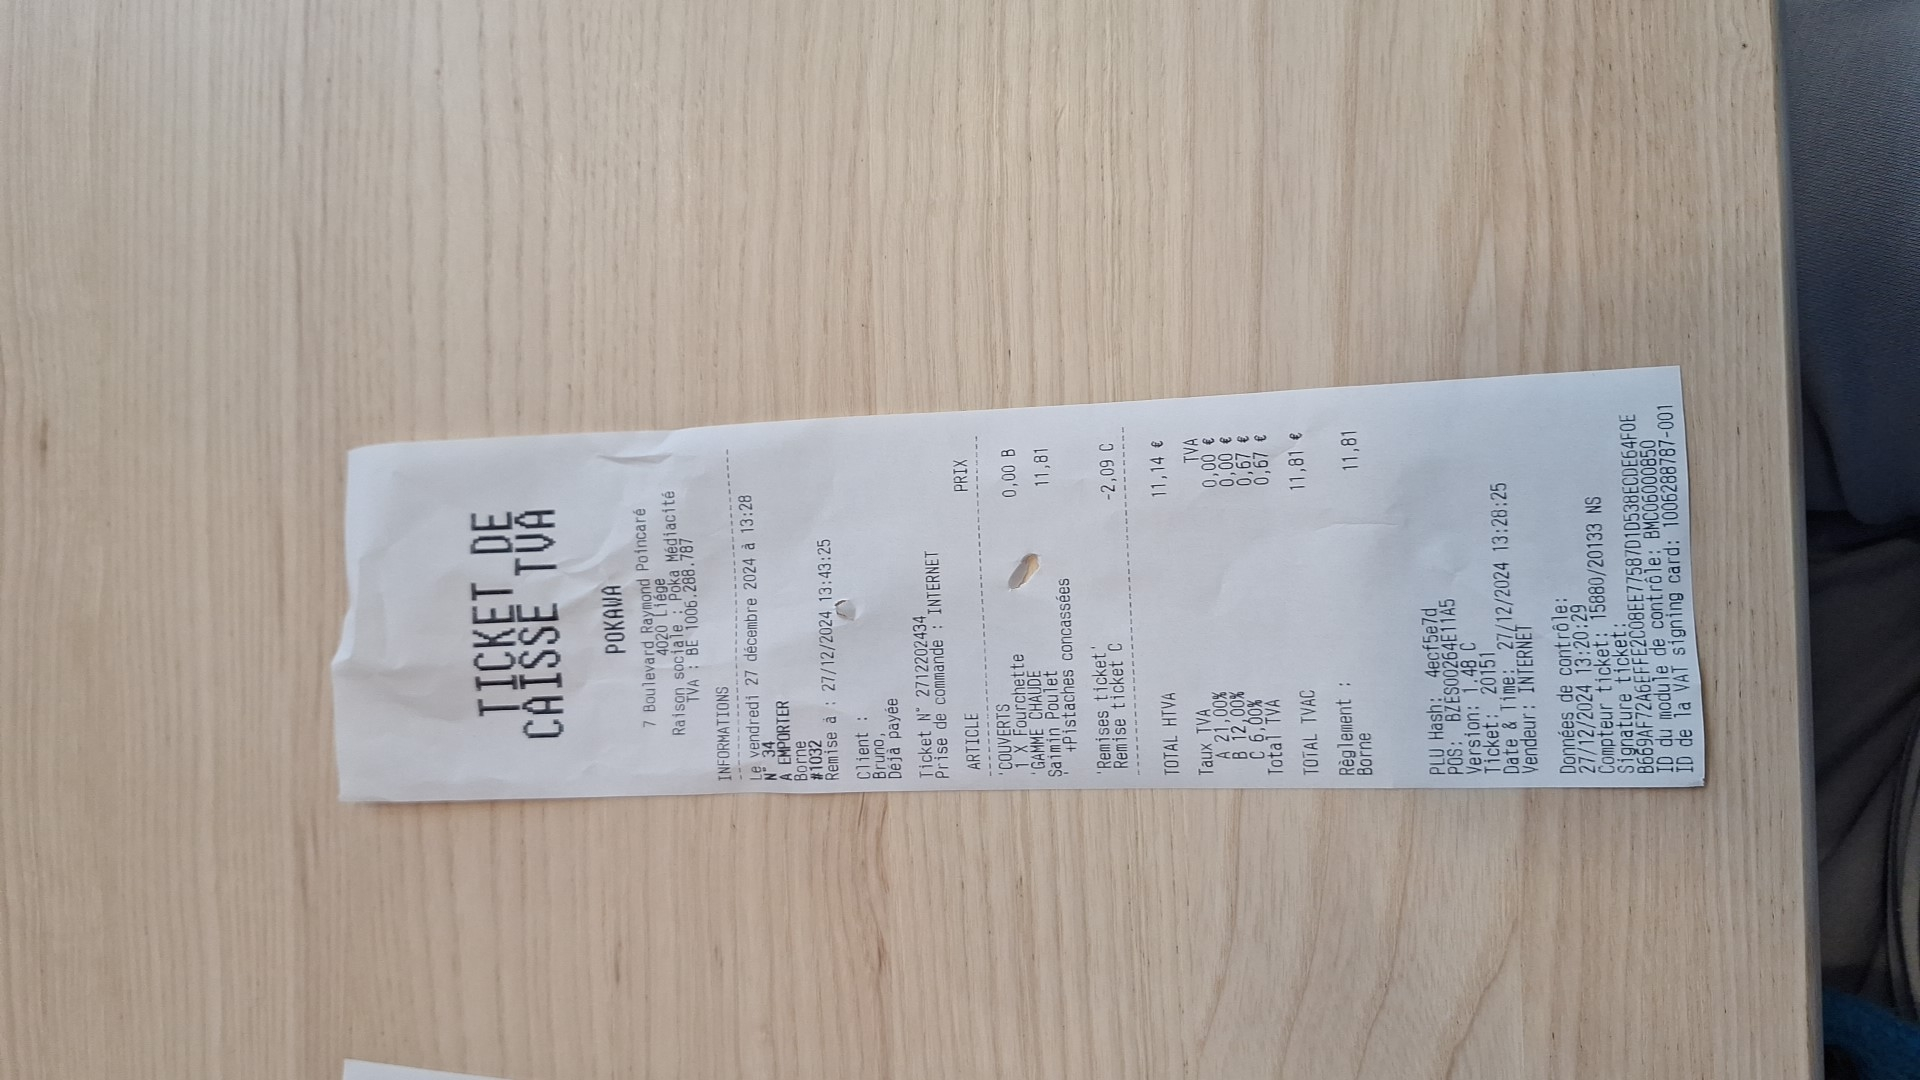 TICKET DE
CAISSE TVA
POKAWA
7 Boulevard Raymond Poincaré
4020 Liège
Raison sociale : Poka Médiacité
TVA : BE 1006.288.787
INFORMATIONS
Le vendredi 27 décembre 2024 à 13:28
N° 34
A EMPORTER
Borne
#1032
Remise à : 27/12/2024 13:43:25
Client :
Bruno,
Déjà payée
Ticket N° 2712202434
Prise de commande : INTERNET
ARTICLE PRIX
'COUVERTS
1 X Fourchette 0,00 B
'GAMME CHAUDE
Saimin Poulet 11,81
+Pistaches concassées
'Remises ticket'
Remise ticket C -2,09 C
TOTAL HTVA 11,14 €
Taux TVA TVA
A 21,00% 0,00 €
B 12,00% 0,00 €
C 6,00% 0,67 €
Total TVA 0,67 €
TOTAL TVAC 11,81 €
Règlement :
Borne 11,81
PLU Hash: 4ecf5e7d
POS: BZES00264E11A5
Version: 1.48 C
Ticket: 20151
Date & Time: 27/12/2024 13:28:25
Vendeur: INTERNET
Données de contrôle:
27/12/2024 13:20:29
Compteur ticket: 15880/20133 NS
Signature ticket:
B669AF72A6EFFE2C08EE77587D1D538ECDE64F0E
ID du module de contrôle: BMC06000850
ID de la VAT signing card: 1006288787-001